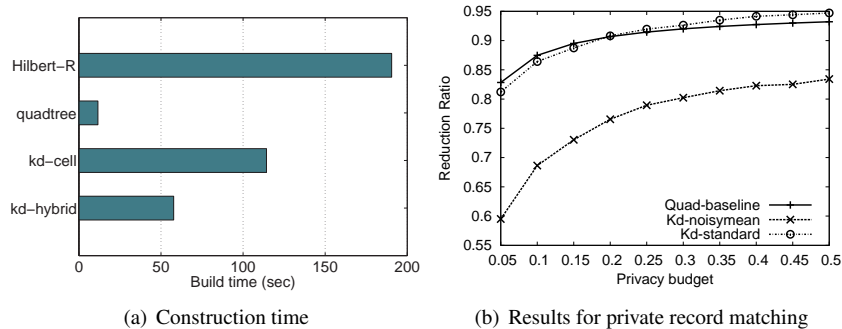 Hilbert-R
quadtree
kd-cell
kd-hybrid
0 50 100 150 200
Build time (sec)
(a) Construction time
0.95
0.9
0.85
0.8
0.75
0.7
0.65
0.6
0.55
Reduction Ratio
Quad-baseline
Kd-noisymean
Kd-standard
0.05 0.1 0.15 0.2 0.25 0.3 0.35 0.4 0.45 0.5
Privacy budget
(b) Results for private record matching